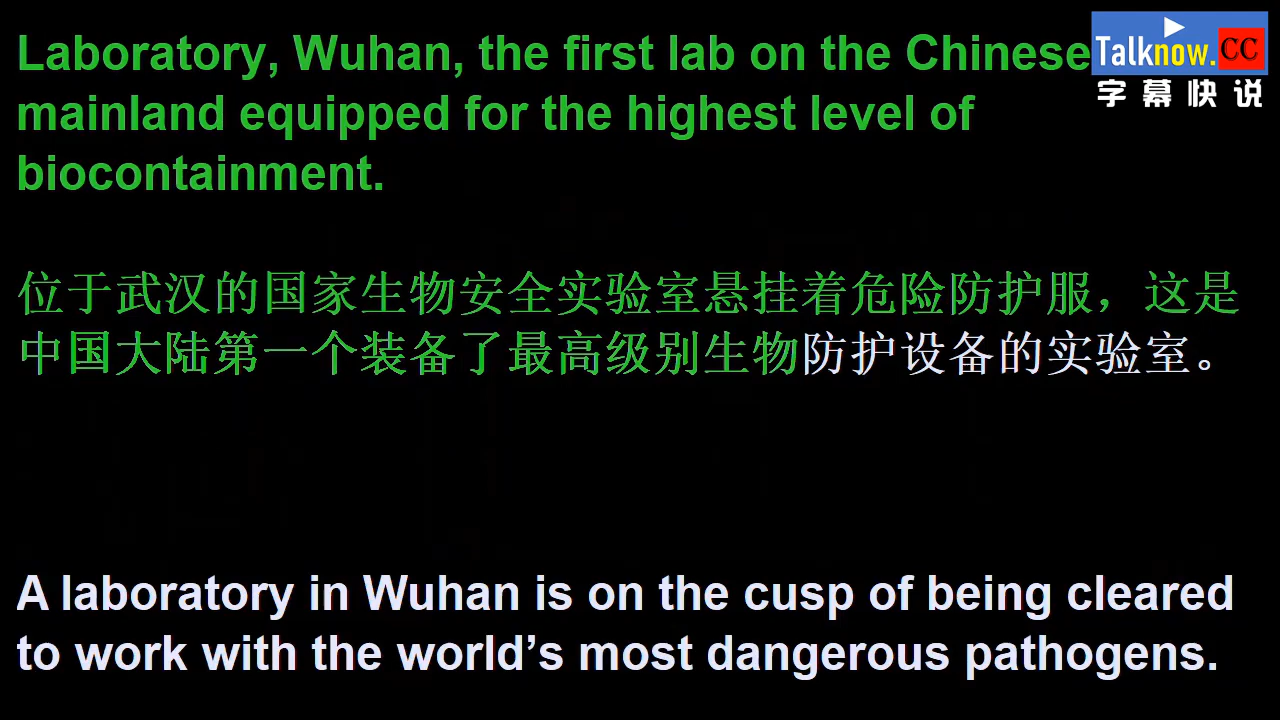 Laboratory, Wuhan, the first lab on the Chinese
mainland equipped for the highest level of
biocontainment.
Talknow.CC
字幕快说
位于武汉的国家生物安全实验室悬挂着危险防护服，这是
中国大陆第一个装备了最高级别生物防护设备的实验室。
A laboratory in Wuhan is on the cusp of being cleared
to work with the world’s most dangerous pathogens.